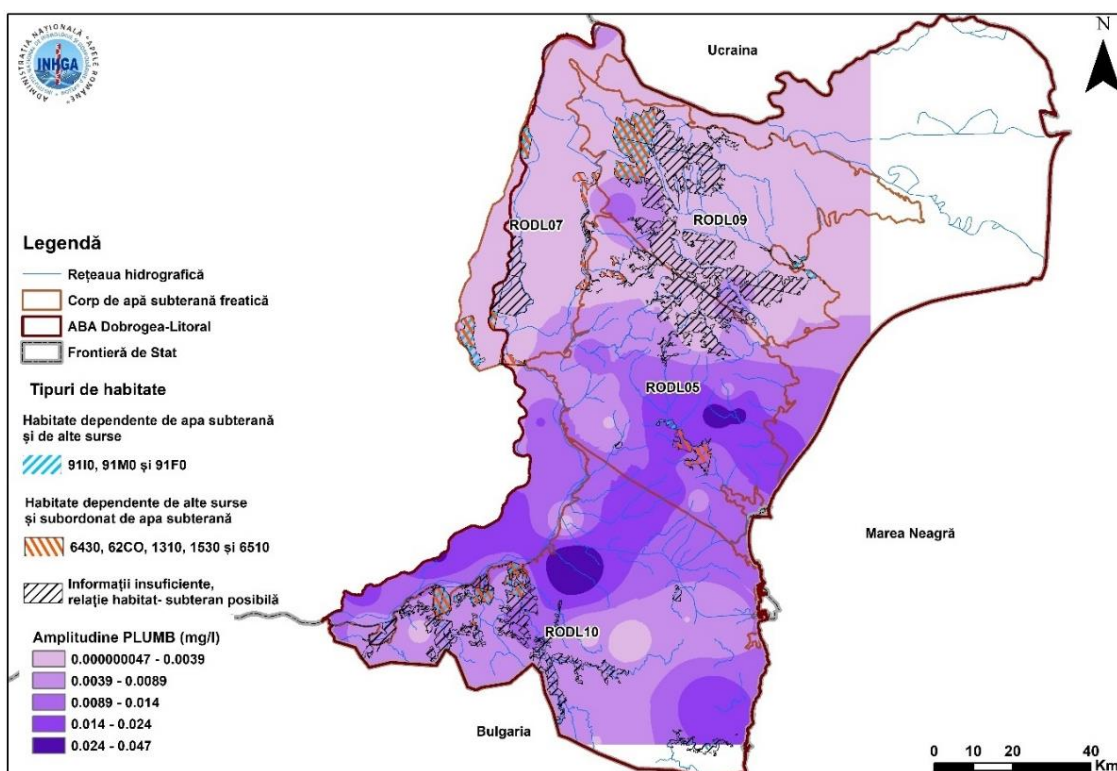 ADMINISTRAȚIA NAȚIONALĂ "APELE ROMÂNE"
INHGA
Ucraina
N
RODL07
RODL09
Legendă
Rețeaua hidrografică
Corp de apă subterană freatică
ABA Dobrogea-Litoral
Frontieră de Stat
Tipuri de habitate
Habitate dependente de apa subterană
și de alte surse
91I0, 91M0 și 91F0
Habitate dependente de alte surse
și subordonat de apa subterană
6430, 62CO, 1310, 1530 și 6510
Informații insuficiente,
relație habitat- subteran posibilă
Amplitudine PLUMB (mg/l)
0.000000047 - 0.0039
0.0039 - 0.0089
0.0089 - 0.014
0.014 - 0.024
0.024 - 0.047
RODL05
Marea Neagră
RODL10
Bulgaria
0 10 20 40
Km